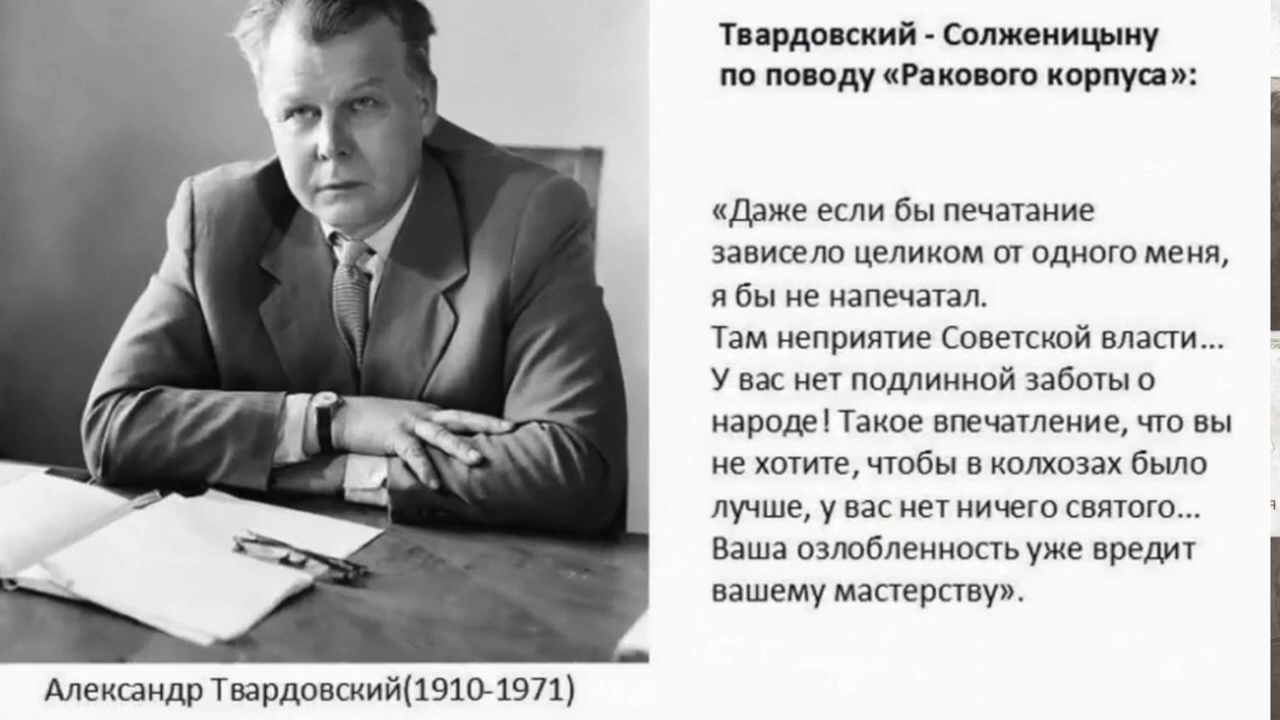 Твардовский - Солженицыну
по поводу «Ракового корпуса»:
«Даже если бы печатание
зависело целиком от одного меня,
я бы не напечатал.
Там неприятие Советской власти...
У вас нет подлинной заботы о
народе! Такое впечатление, что вы
не хотите, чтобы в колхозах было
лучше, у вас нет ничего святого...
Ваша озлобленность уже вредит
вашему мастерству».
Александр Твардовский(1910-1971)